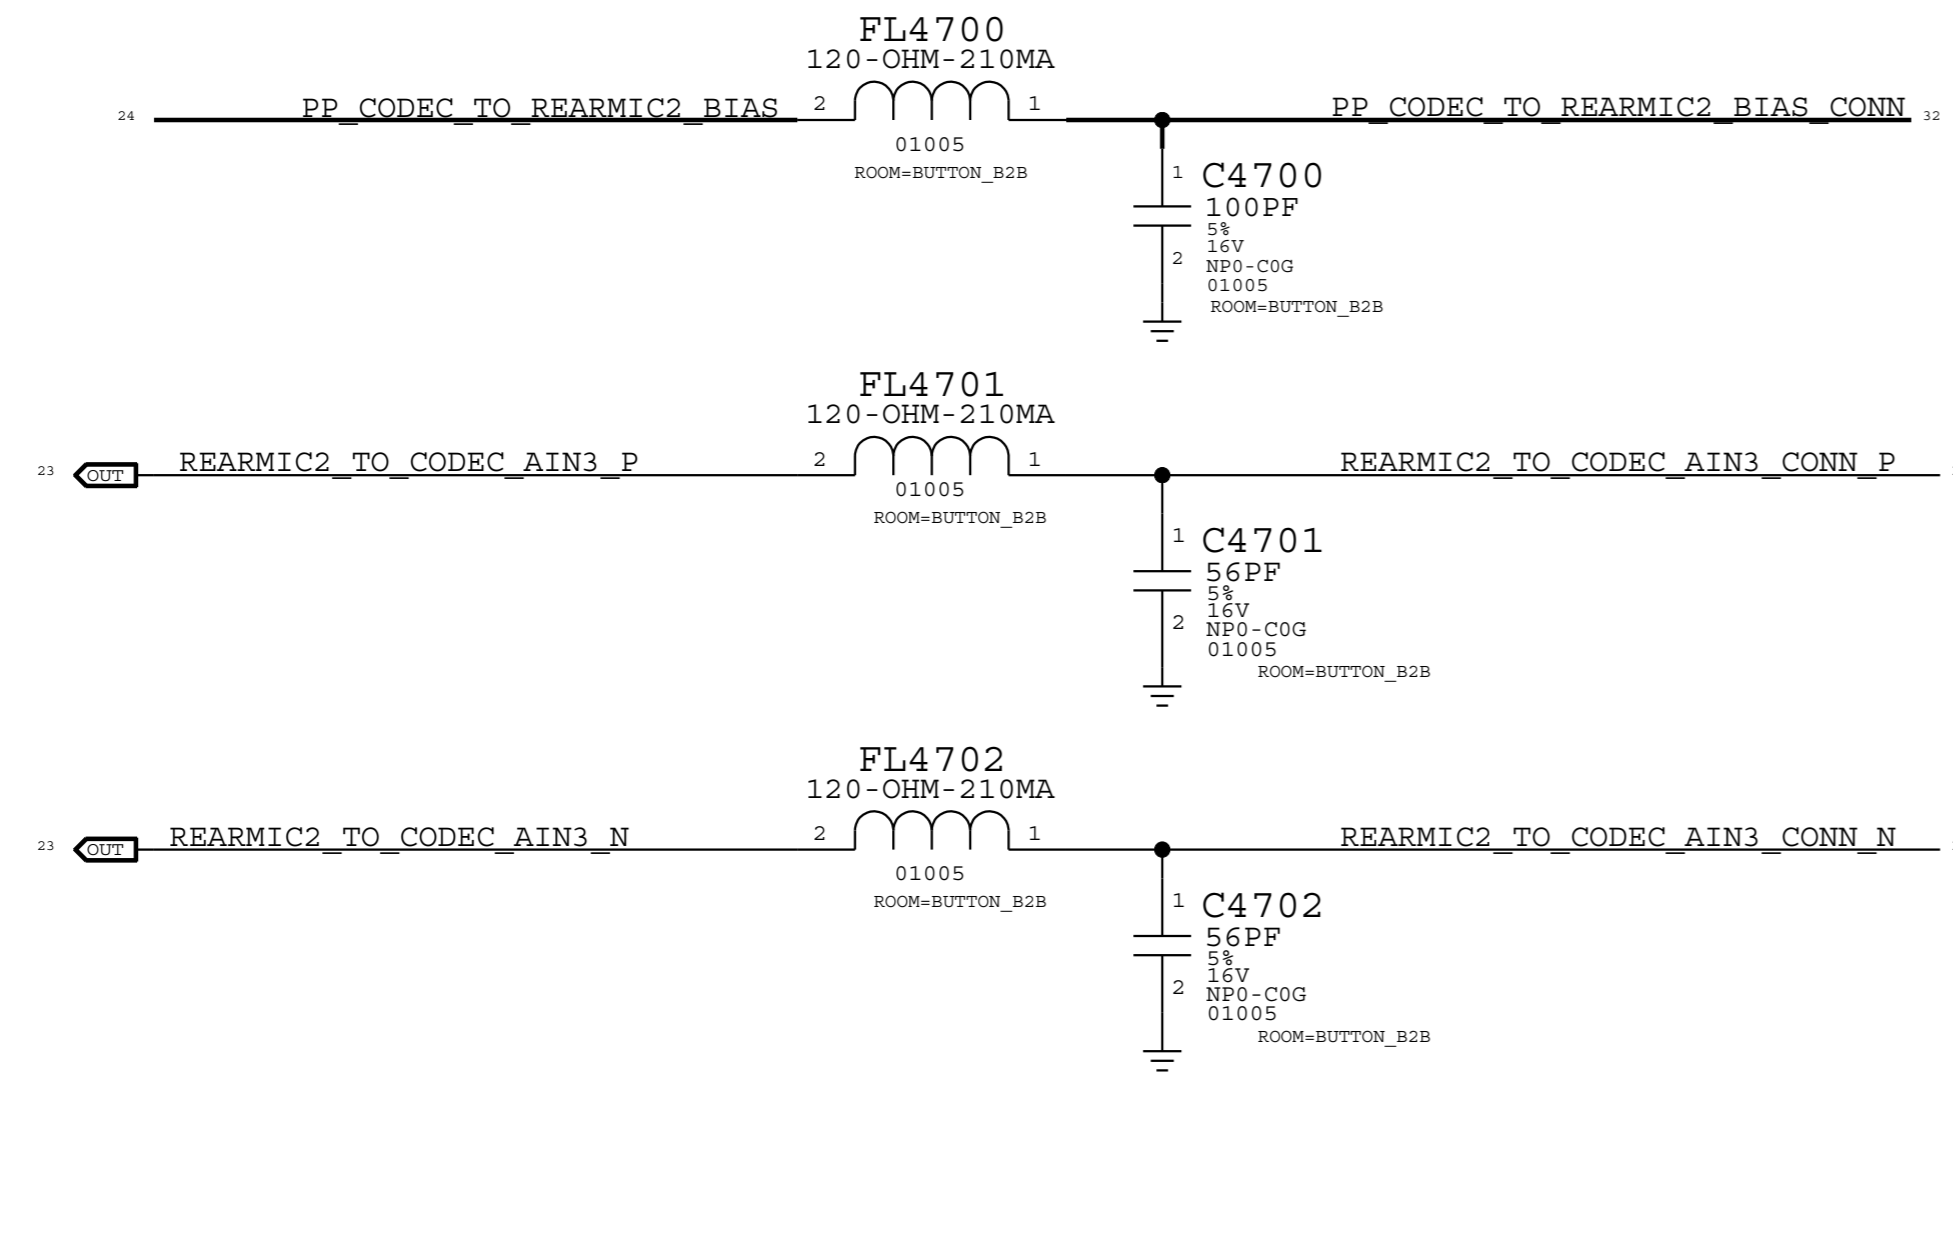 FL4700
120-OHM-210MA
24 PP_CODEC_TO_REARMIC2_BIAS 2 1 PP_CODEC_TO_REARMIC2_BIAS_CONN 32
01005
ROOM=BUTTON_B2B
1 C4700
100PF
5%
16V
2 NP0-C0G
01005
ROOM=BUTTON_B2B
FL4701
120-OHM-210MA
23 OUT REARMIC2_TO_CODEC_AIN3_P 2 1 REARMIC2_TO_CODEC_AIN3_CONN_P
01005
ROOM=BUTTON_B2B
1 C4701
56PF
5%
16V
2 NP0-C0G
01005
ROOM=BUTTON_B2B
FL4702
120-OHM-210MA
23 OUT REARMIC2_TO_CODEC_AIN3_N 2 1 REARMIC2_TO_CODEC_AIN3_CONN_N
01005
ROOM=BUTTON_B2B
1 C4702
56PF
5%
16V
2 NP0-C0G
01005
ROOM=BUTTON_B2B